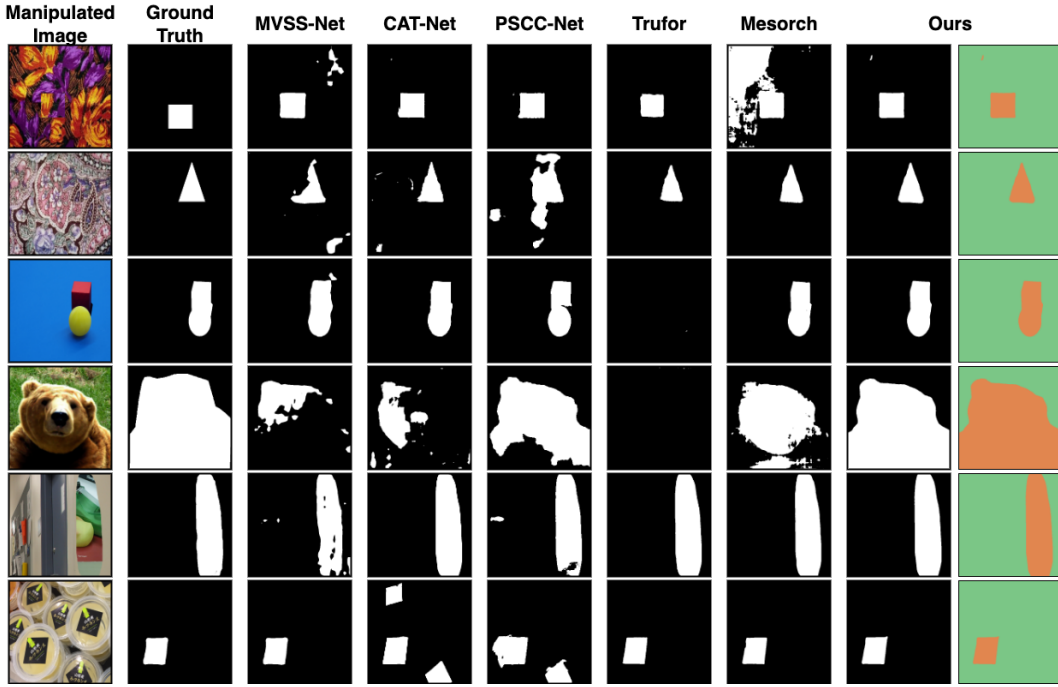 Manipulated Image
Ground Truth
MVSS-Net
CAT-Net
PSCC-Net
Trufor
Mesorch
Ours